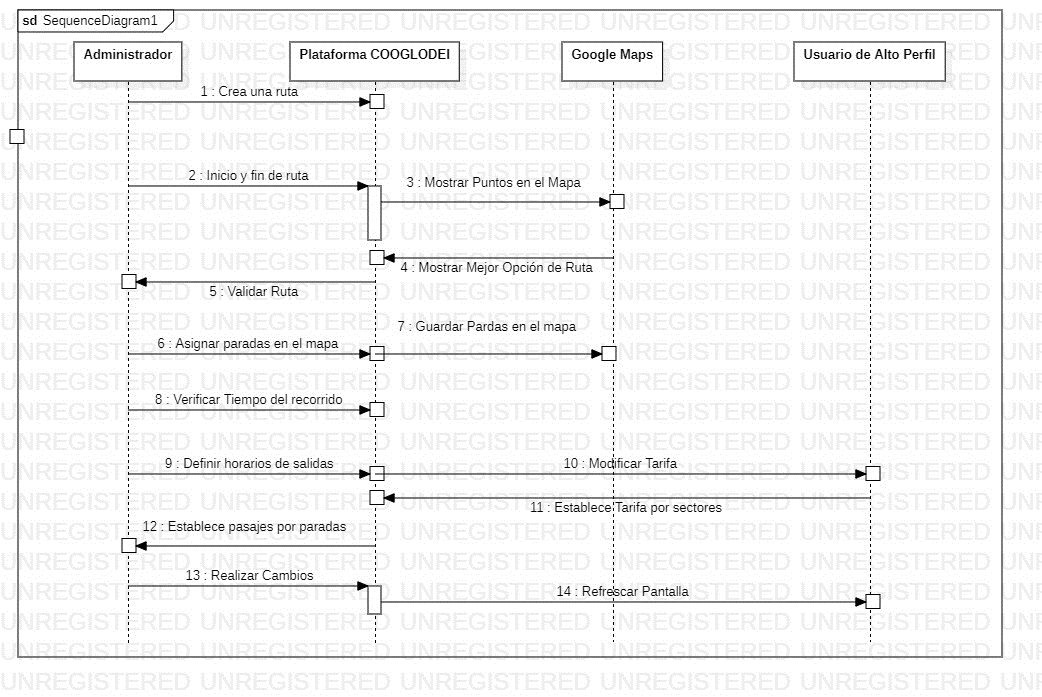 sd SequenceDiagram1
Administrador
Plataforma COOGLODEI
Google Maps
Usuario de Alto Perfil
1 : Crea una ruta
2 : Inicio y fin de ruta
3 : Mostrar Puntos en el Mapa
4 : Mostrar Mejor Opción de Ruta
5 : Validar Ruta
6 : Asignar paradas en el mapa
7 : Guardar Pardas en el mapa
8 : Verificar Tiempo del recorrido
9 : Definir horarios de salidas
10 : Modificar Tarifa
11 : Establece Tarifa por sectores
12 : Establece pasajes por paradas
13 : Realizar Cambios
14 : Refrescar Pantalla
UNREGISTERED